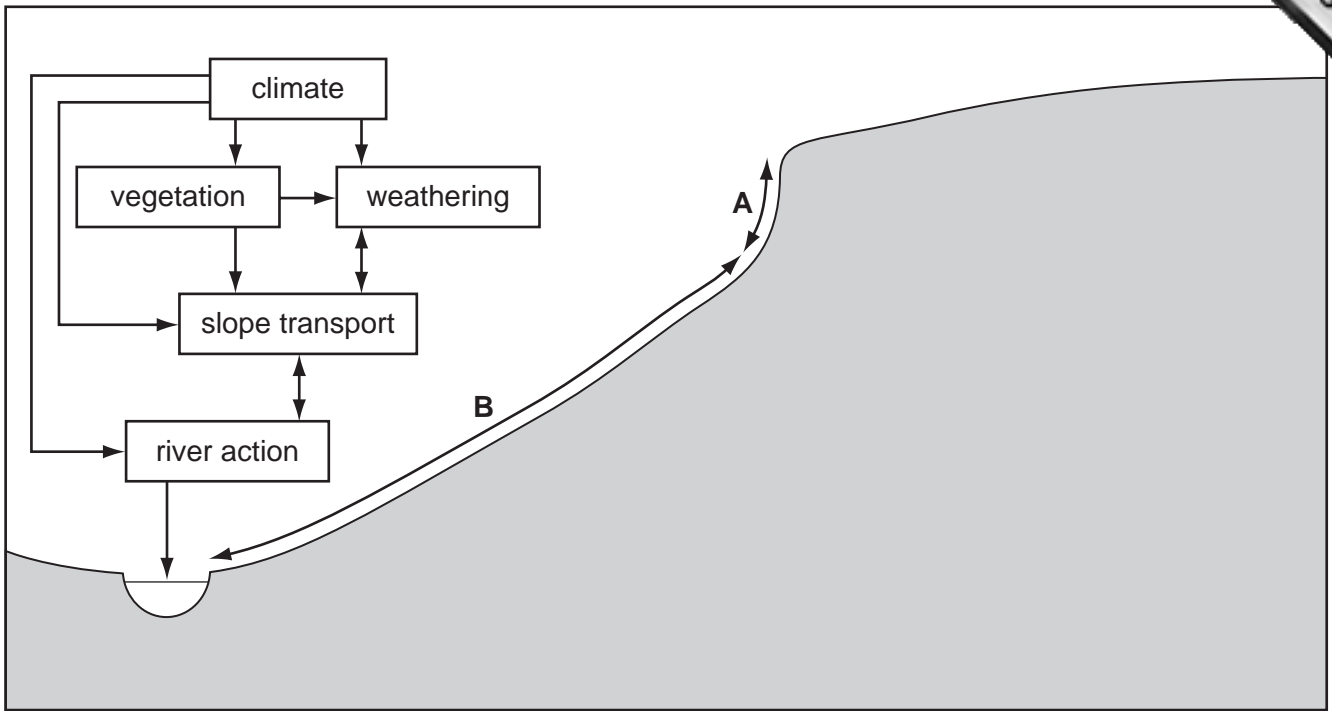 climate
vegetation
weathering
A
slope transport
B
river action